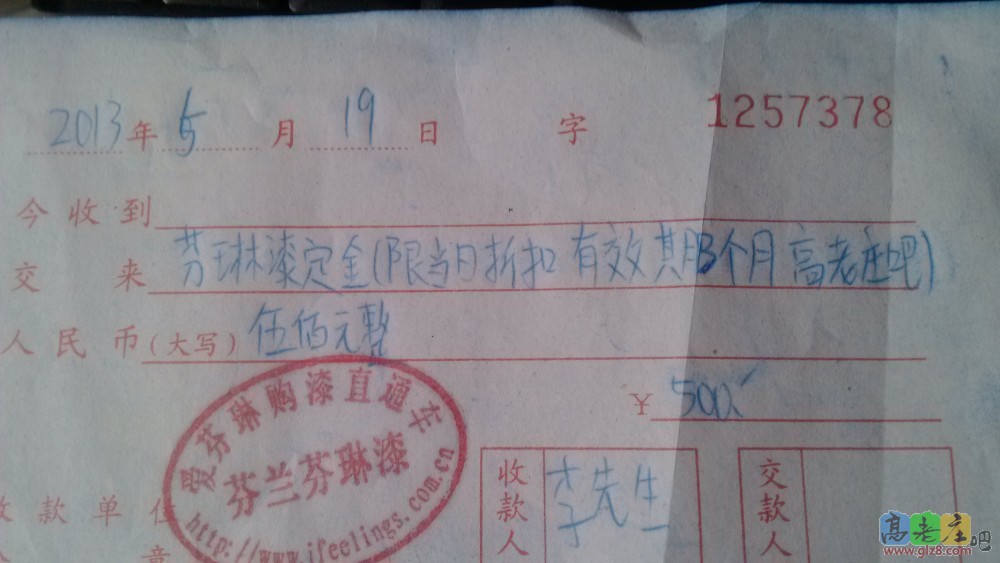 2013年 5月 19日 字 1257378
今收到
交来 芬琳漆定金(限当日折扣 有效期3个月 高老庄吧)
人民币(大写) 伍佰元整
¥ 500.
爱芬琳购漆直通车
芬兰芬琳漆
http://www.ifeelings.com.cn
收款单位
章
收款人 李先生
交款人
高老庄吧
www.glz8.com